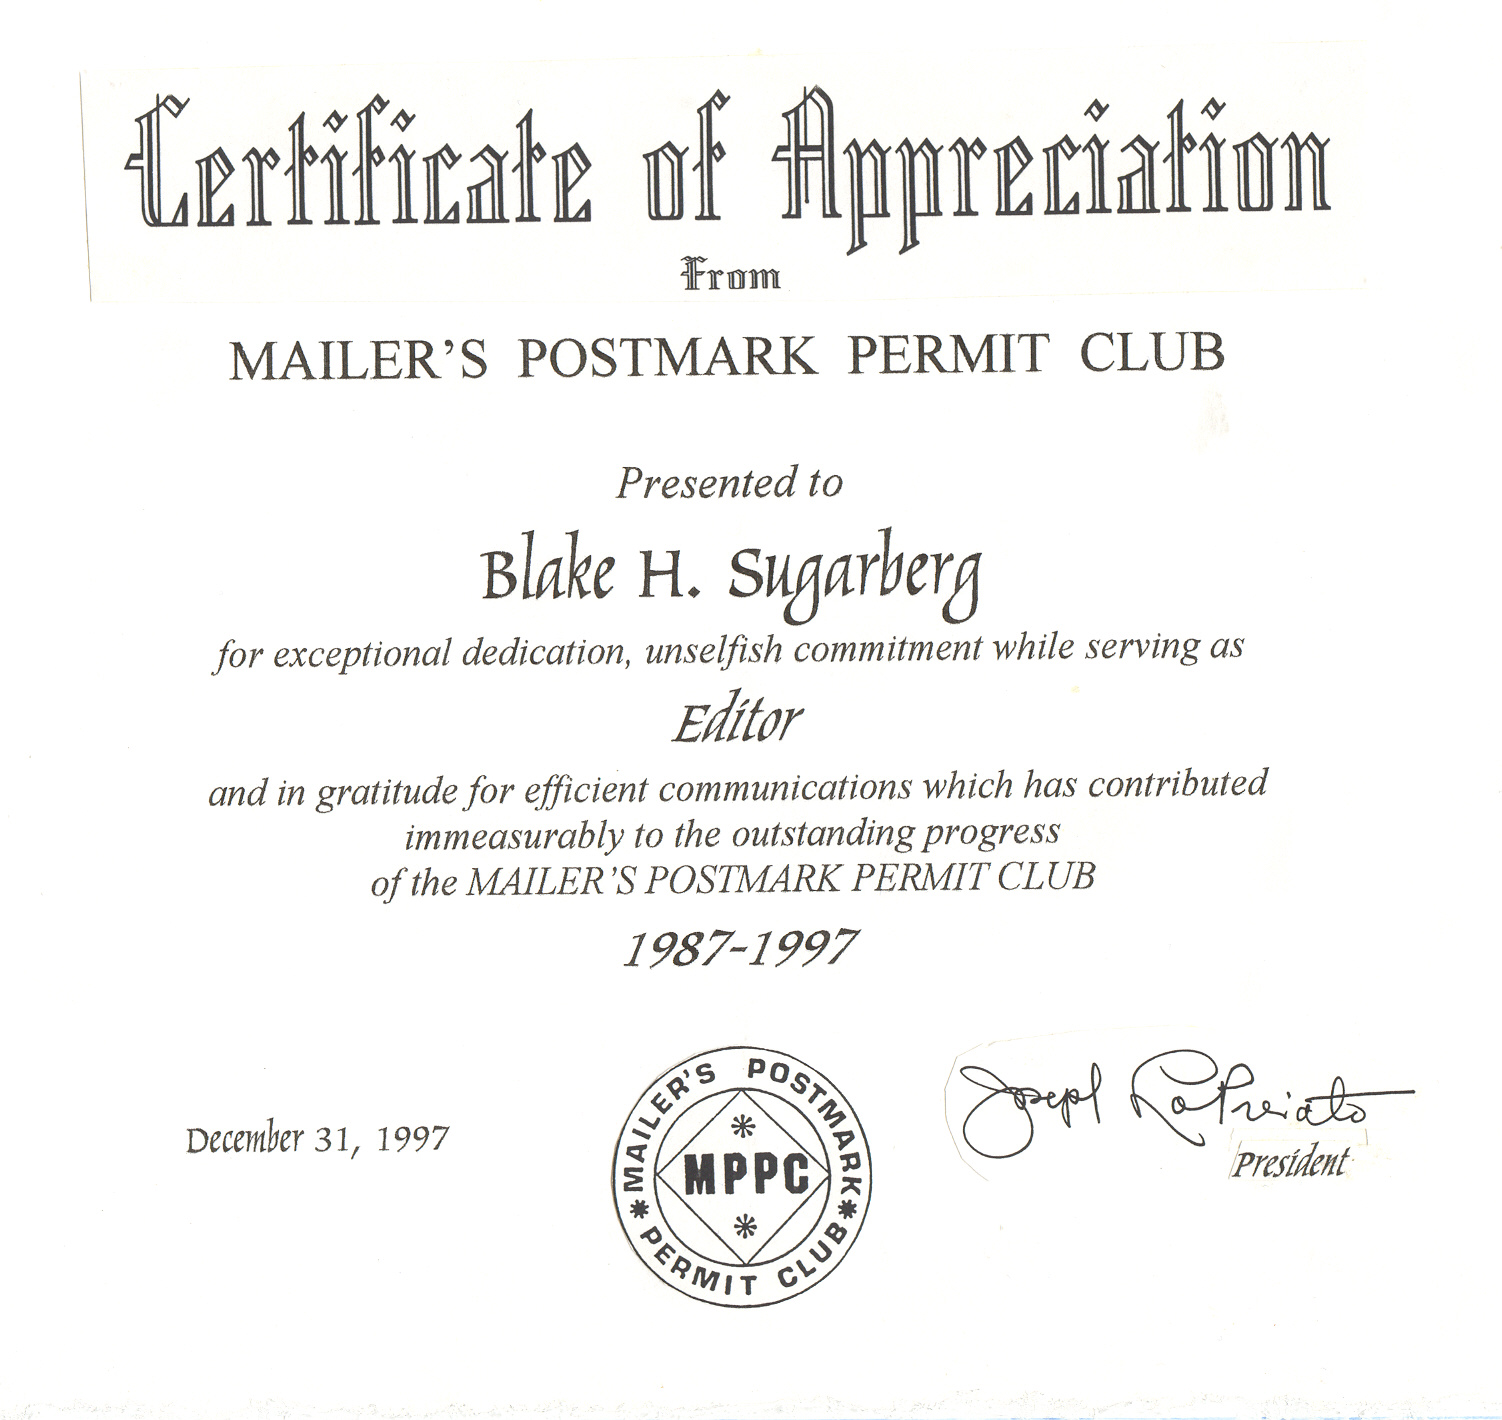 Certificate of Appreciation
From
MAILER'S POSTMARK PERMIT CLUB
Presented to
Blake H. Sugarberg
for exceptional dedication, unselfish commitment while serving as
Editor
and in gratitude for efficient communications which has contributed
immeasurably to the outstanding progress
of the MAILER'S POSTMARK PERMIT CLUB
1987-1997
December 31, 1997
MAILER'S POSTMARK
* MPPC *
PERMIT CLUB
Joseph LaPreiato
President